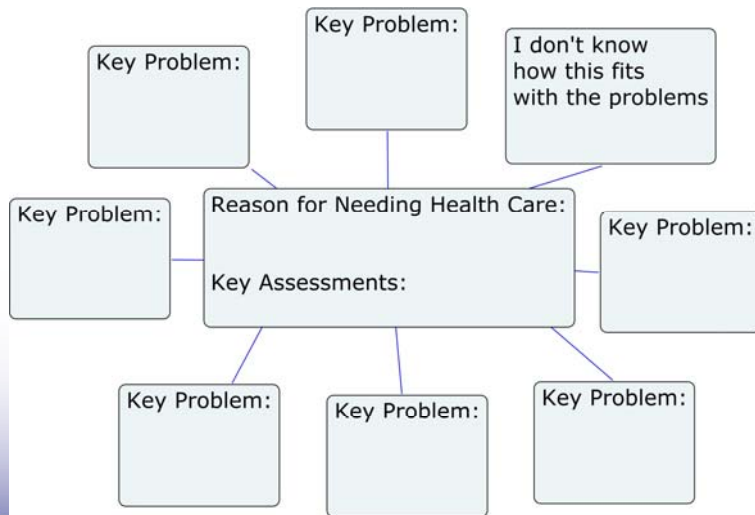 Key Problem:
Key Problem:
I don't know
how this fits
with the problems
Key Problem:
Reason for Needing Health Care:
Key Assessments:
Key Problem:
Key Problem:
Key Problem:
Key Problem: